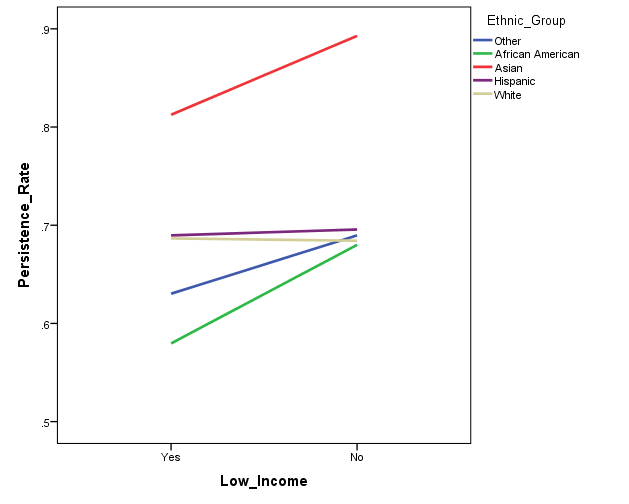 Ethnic_Group
Other
African American
Asian
Hispanic
White
.9
.8
.7
.6
.5
Persistence_Rate
Yes
No
Low_Income